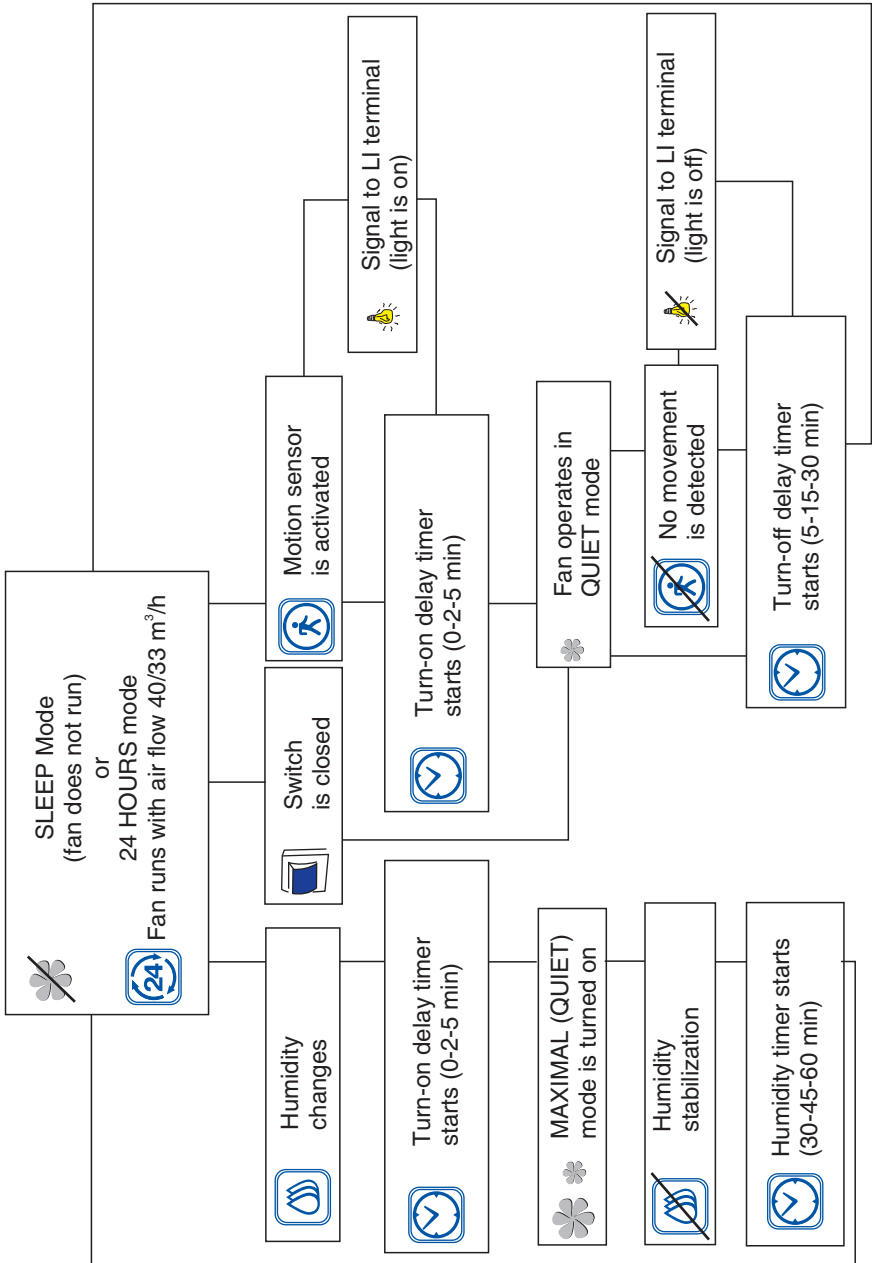 SLEEP Mode
(fan does not run)
or
24 HOURS mode
24
Fan runs with air flow 40/33 m³/h
Humidity
changes
Switch
is closed
Motion sensor
is activated
Signal to LI terminal
(light is on)
Turn-on delay timer
starts (0-2-5 min)
Turn-on delay timer
starts (0-2-5 min)
MAXIMAL (QUIET)
mode is turned on
Fan operates in
QUIET mode
Humidity
stabilization
No movement
is detected
Signal to LI terminal
(light is off)
Humidity timer starts
(30-45-60 min)
Turn-off delay timer
starts (5-15-30 min)